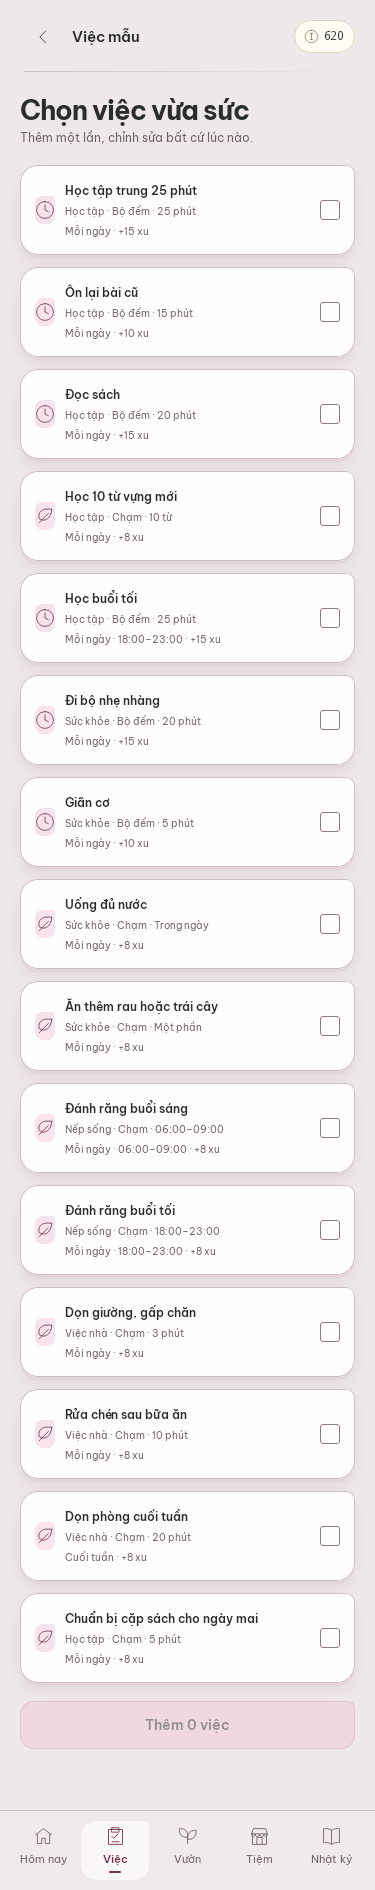 Việc mẫu
620
Chọn việc vừa sức
Thêm một lần, chỉnh sửa bất cứ lúc nào.
Học tập trung 25 phút
Học tập · Bộ đếm · 25 phút
Mỗi ngày · +15 xu
Ôn lại bài cũ
Học tập · Bộ đếm · 15 phút
Mỗi ngày · +10 xu
Đọc sách
Học tập · Bộ đếm · 20 phút
Mỗi ngày · +15 xu
Học 10 từ vựng mới
Học tập · Chạm · 10 từ
Mỗi ngày · +8 xu
Học buổi tối
Học tập · Bộ đếm · 25 phút
Mỗi ngày · 18:00–23:00 · +15 xu
Đi bộ nhẹ nhàng
Sức khỏe · Bộ đếm · 20 phút
Mỗi ngày · +15 xu
Giãn cơ
Sức khỏe · Bộ đếm · 5 phút
Mỗi ngày · +10 xu
Uống đủ nước
Sức khỏe · Chạm · Trong ngày
Mỗi ngày · +8 xu
Ăn thêm rau hoặc trái cây
Sức khỏe · Chạm · Một phần
Mỗi ngày · +8 xu
Đánh răng buổi sáng
Nếp sống · Chạm · 06:00–09:00
Mỗi ngày · 06:00–09:00 · +8 xu
Đánh răng buổi tối
Nếp sống · Chạm · 18:00–23:00
Mỗi ngày · 18:00–23:00 · +8 xu
Dọn giường, gấp chăn
Việc nhà · Chạm · 3 phút
Mỗi ngày · +8 xu
Rửa chén sau bữa ăn
Việc nhà · Chạm · 10 phút
Mỗi ngày · +8 xu
Dọn phòng cuối tuần
Việc nhà · Chạm · 20 phút
Cuối tuần · +8 xu
Chuẩn bị cặp sách cho ngày mai
Học tập · Chạm · 5 phút
Mỗi ngày · +8 xu
Thêm 0 việc
Hôm nay
Việc
Vườn
Tiệm
Nhật ký